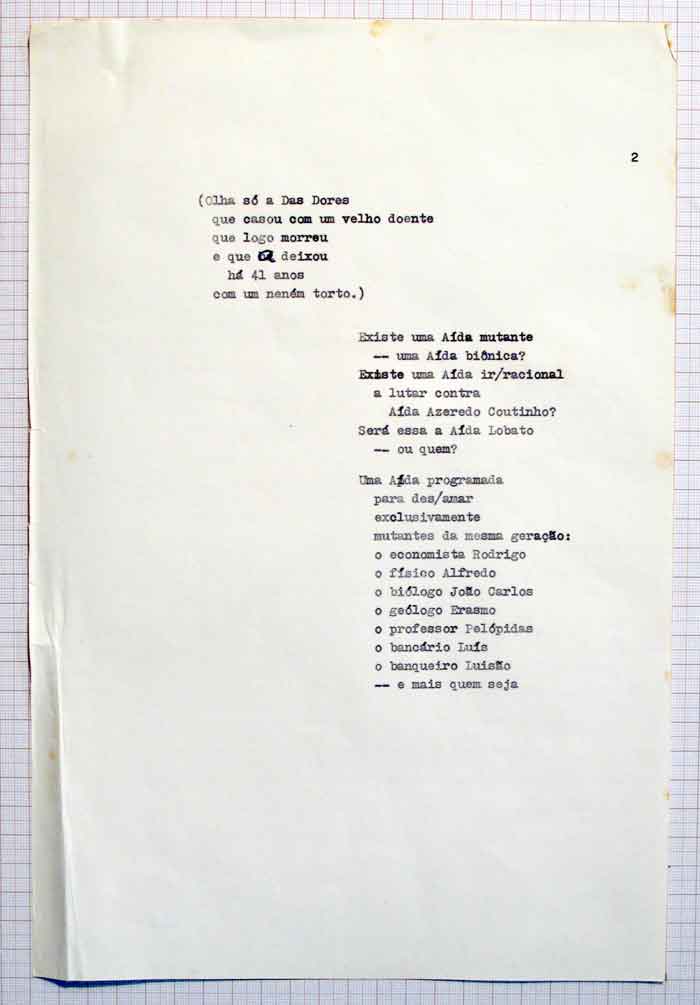 2
(Olha só a Das Dores
que casou com um velho doente
que logo morreu
e que a deixou
há 41 anos
com um neném torto.)
Existe uma Aída mutante
-- uma Aída biônica?
Existe uma Aída ir/racional
a lutar contra
Aída Azeredo Coutinho?
Será essa a Aída Lobato
-- ou quem?
Uma Aída programada
para des/amar
exclusivamente
mutantes da mesma geração:
o economista Rodrigo
o físico Alfredo
o biólogo João Carlos
o geólogo Erasmo
o professor Pelópidas
o bancário Luís
o banqueiro Luisão
-- e mais quem seja